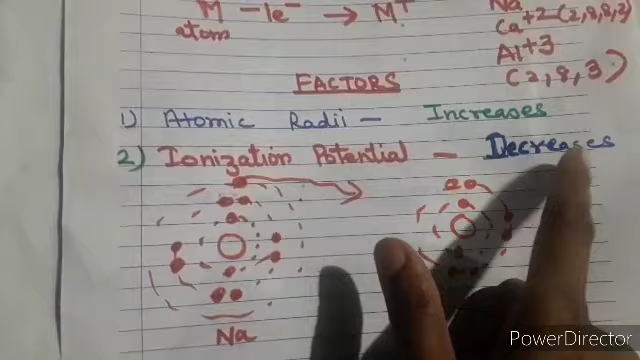 M — 1e⁻ → M⁺
atom
Na
Ca+2 - (2,8,8,2)
Al+3
(2,8,3)
FACTORS
1) Atomic Radii — Increases
2) Ionization Potential — Decreases
Na
PowerDirector